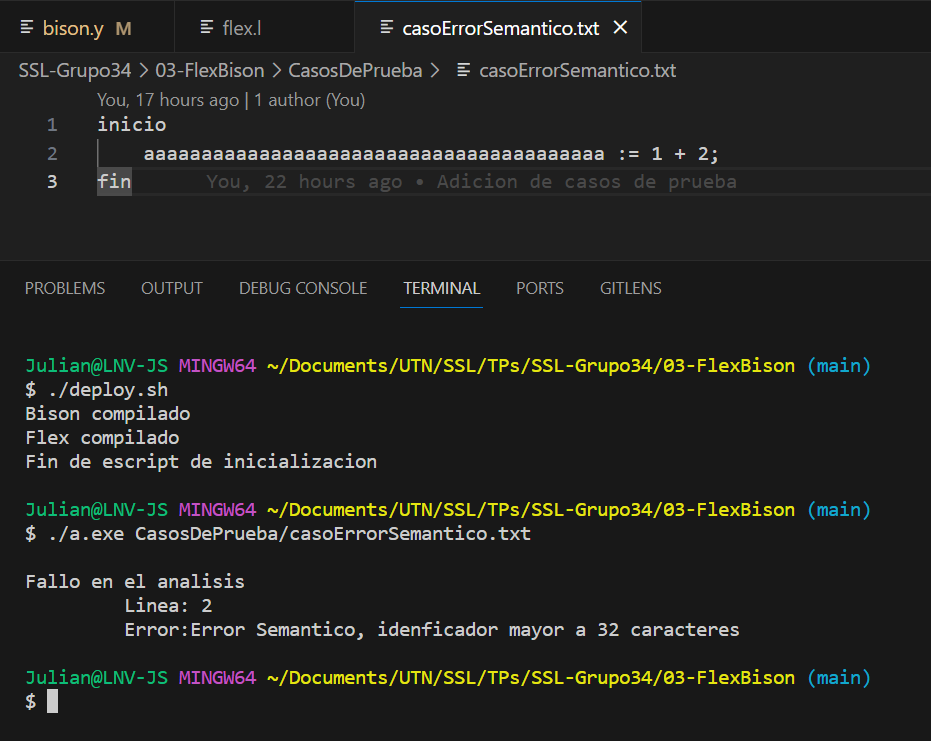 bison.y M flex.l casoErrorSemantico.txt
SSL-Grupo34 > 03-FlexBison > CasosDePrueba > casoErrorSemantico.txt
You, 17 hours ago | 1 author (You)
1 inicio
2 aaaaaaaaaaaaaaaaaaaaaaaaaaaaaaaaaaaaaaaa := 1 + 2;
3 fin You, 22 hours ago • Adicion de casos de prueba
PROBLEMS OUTPUT DEBUG CONSOLE TERMINAL PORTS GITLENS
Julian@LNV-JS MINGW64 ~/Documents/UTN/SSL/TPs/SSL-Grupo34/03-FlexBison (main)
$ ./deploy.sh
Bison compilado
Flex compilado
Fin de escript de inicializacion
Julian@LNV-JS MINGW64 ~/Documents/UTN/SSL/TPs/SSL-Grupo34/03-FlexBison (main)
$ ./a.exe CasosDePrueba/casoErrorSemantico.txt
Fallo en el analisis
Linea: 2
Error:Error Semantico, idenficador mayor a 32 caracteres
Julian@LNV-JS MINGW64 ~/Documents/UTN/SSL/TPs/SSL-Grupo34/03-FlexBison (main)
$